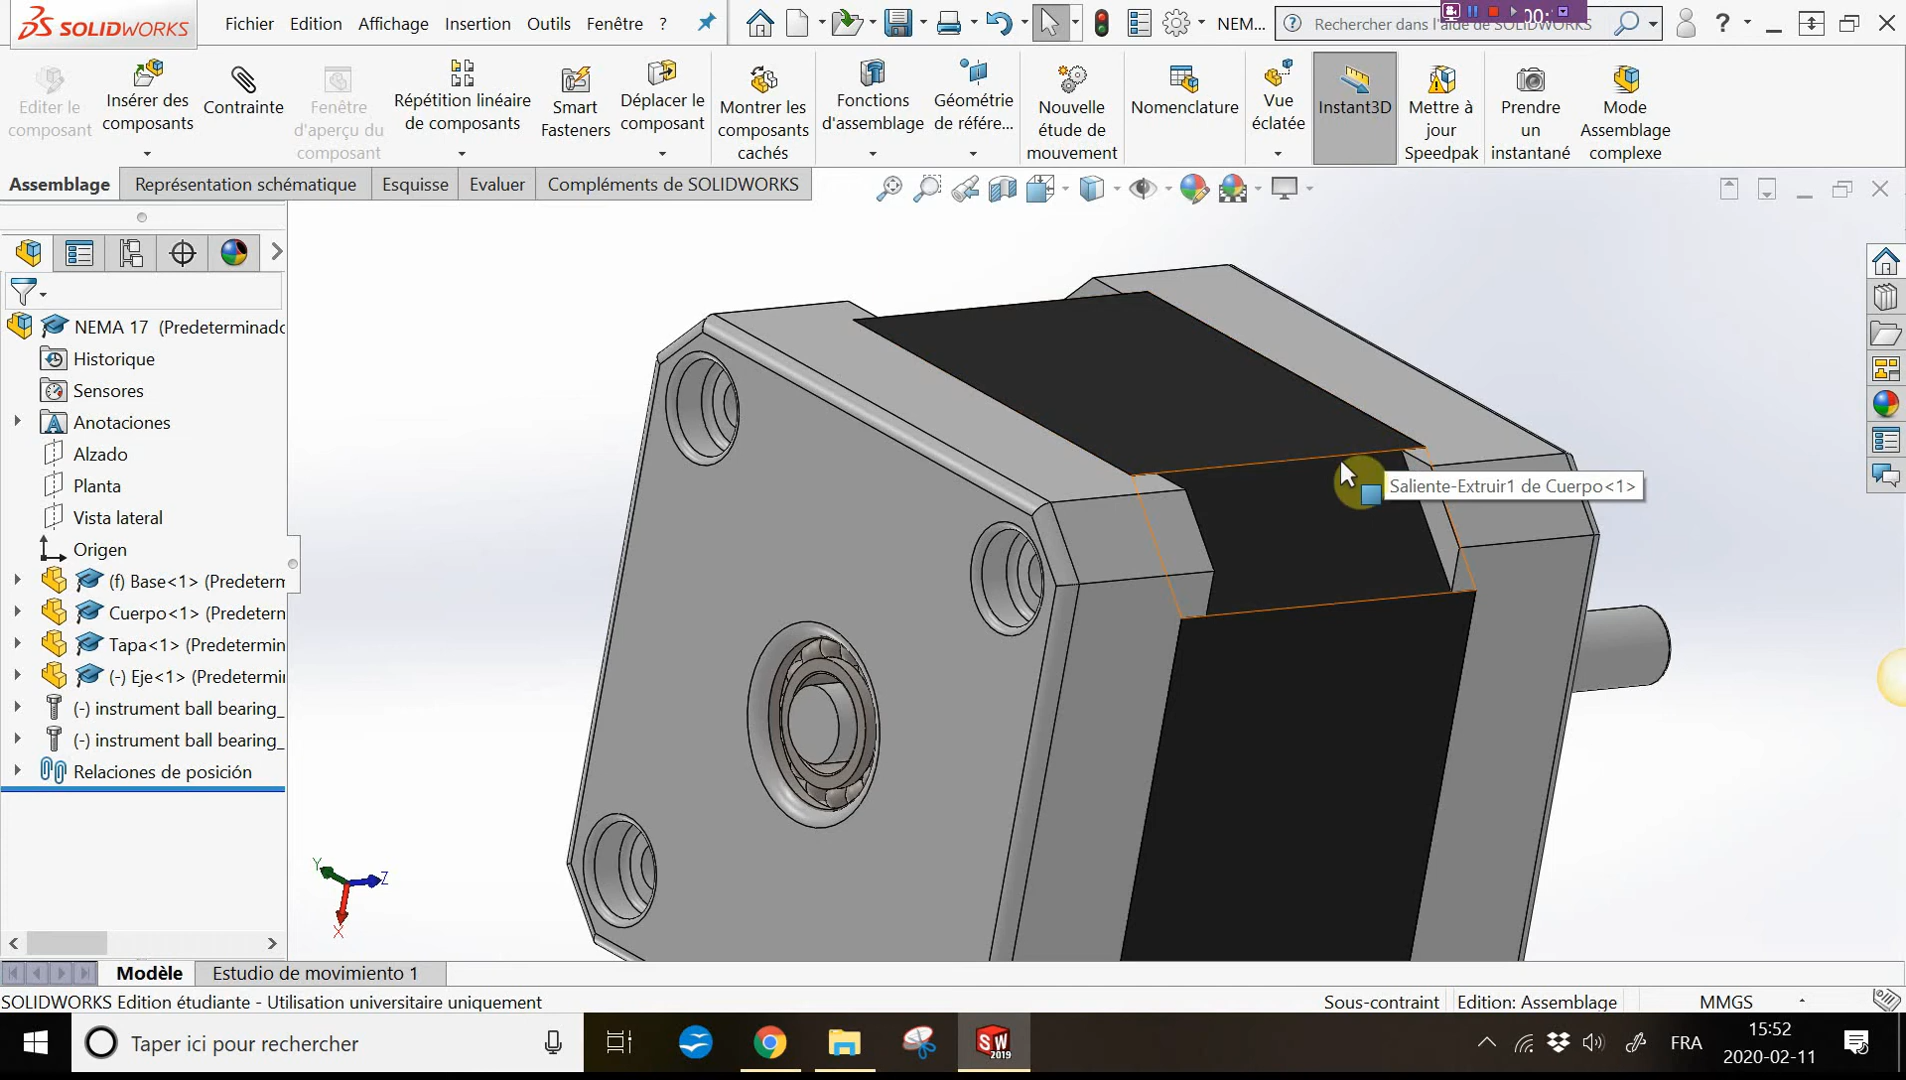 SOLIDWORKS
Fichier Edition Affichage Insertion Outils Fenêtre ?
NEM...
Rechercher dans l'aide de SOLIDWORKS
00:
?
Editer le composant
Insérer des composants
Contrainte
Fenêtre d'aperçu du composant
Répétition linéaire de composants
Smart Fasteners
Déplacer le composant
Montrer les composants cachés
Fonctions d'assemblage
Géométrie de référe...
Nouvelle étude de mouvement
Nomenclature
Vue éclatée
Instant3D
Mettre à jour Speedpak
Prendre un instantané
Mode Assemblage complexe
Assemblage Représentation schématique Esquisse Evaluer Compléments de SOLIDWORKS
NEMA 17 (Predeterminado
Historique
Sensores
Anotaciones
Alzado
Planta
Vista lateral
Origen
(f) Base<1> (Predeterm
Cuerpo<1> (Predeterm
Tapa<1> (Predetermin
(-) Eje<1> (Predetermi
(-) instrument ball bearing_
(-) instrument ball bearing_
Relaciones de posición
Saliente-Extruir1 de Cuerpo<1>
Y
Z
X
Modèle Estudio de movimiento 1
SOLIDWORKS Edition étudiante - Utilisation universitaire uniquement
Sous-contraint Edition: Assemblage MMGS
Taper ici pour rechercher
SW
2019
FRA
15:52
2020-02-11